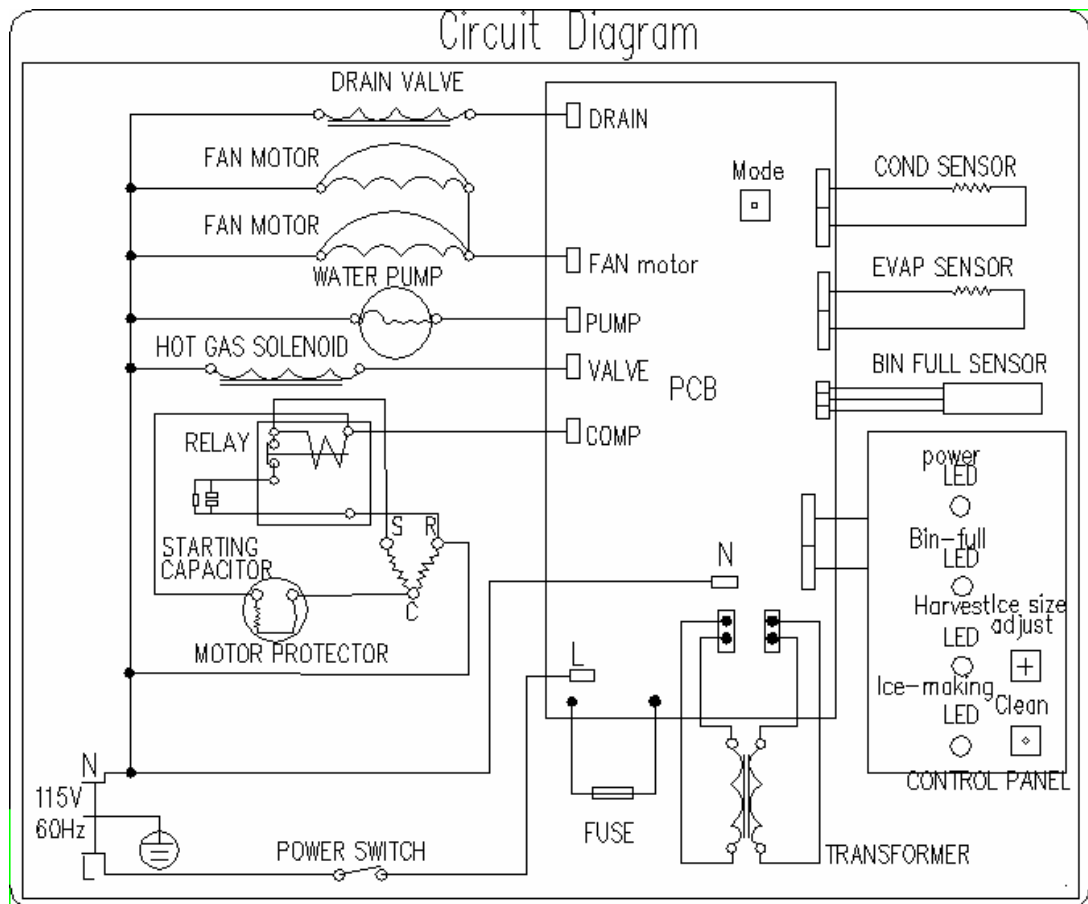 Circuit Diagram
DRAIN VALVE
DRAIN
FAN MOTOR
Mode
COND SENSOR
FAN MOTOR
FAN motor
EVAP SENSOR
WATER PUMP
PUMP
HOT GAS SOLENOID
VALVE
PCB
BIN FULL SENSOR
RELAY
COMP
power
LED
S R
STARTING
CAPACITOR
N
Bin-full
LED
C
Harvest
Ice size
adjust
LED
MOTOR PROTECTOR
L
Ice-making
Clean
LED
N
115V
60Hz
L
CONTROL PANEL
FUSE
POWER SWITCH
TRANSFORMER